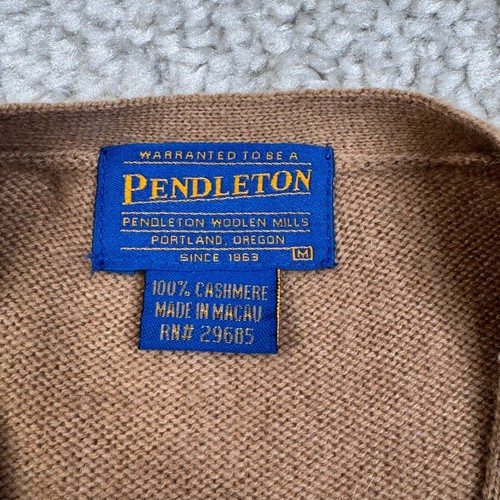 WARRANTED TO BE A
PENDLETON
PENDLETON WOOLEN MILLS
PORTLAND, OREGON
SINCE 1863 M
100% CASHMERE
MADE IN MACAU
RN# 29685